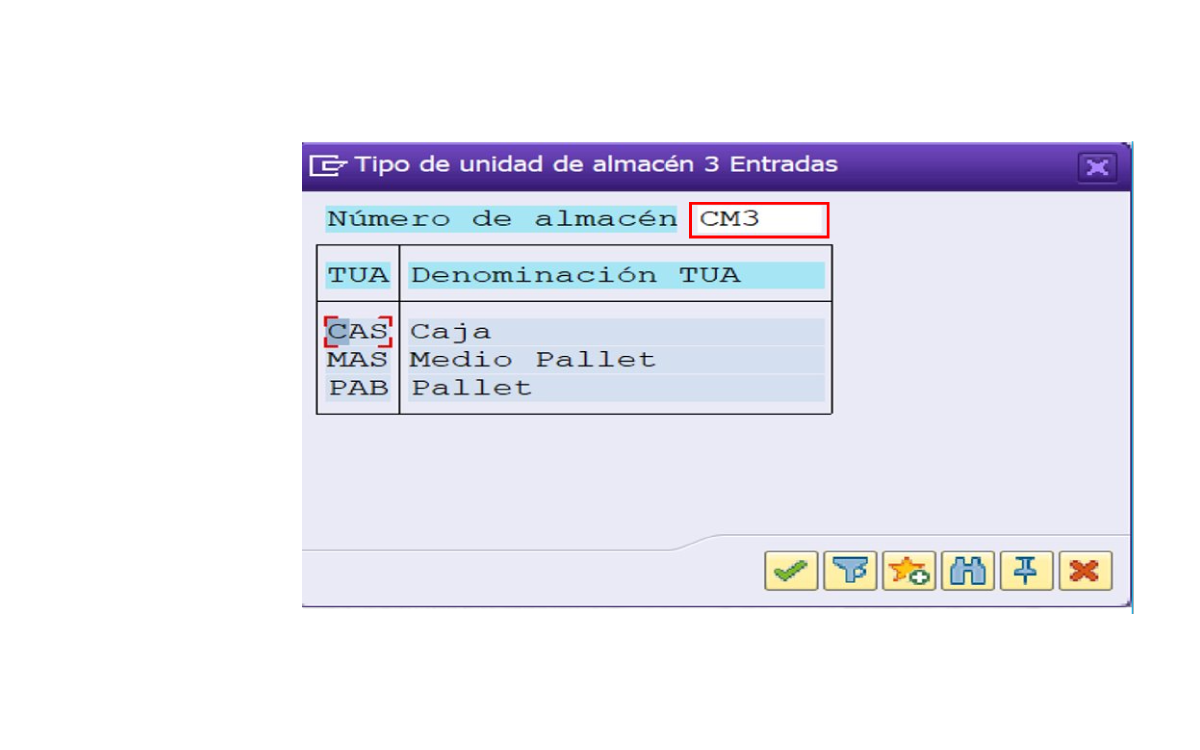 Tipo de unidad de almacén 3 Entradas
Número de almacén CM3
TUA Denominación TUA
CAS Caja
MAS Medio Pallet
PAB Pallet